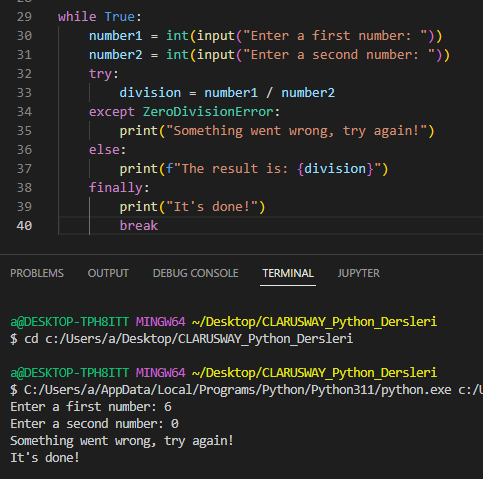 29 while True:
30     number1 = int(input("Enter a first number: "))
31     number2 = int(input("Enter a second number: "))
32     try:
33         division = number1 / number2
34     except ZeroDivisionError:
35         print("Something went wrong, try again!")
36     else:
37         print(f"The result is: {division}")
38     finally:
39         print("It's done!")
40         break
PROBLEMS OUTPUT DEBUG CONSOLE TERMINAL JUPYTER
a@DESKTOP-TPH8ITT MINGW64 ~/Desktop/CLARUSWAY_Python_Dersleri
$ cd c:/Users/a/Desktop/CLARUSWAY_Python_Dersleri
a@DESKTOP-TPH8ITT MINGW64 ~/Desktop/CLARUSWAY_Python_Dersleri
$ C:/Users/a/AppData/Local/Programs/Python/Python311/python.exe c:/U
Enter a first number: 6
Enter a second number: 0
Something went wrong, try again!
It's done!